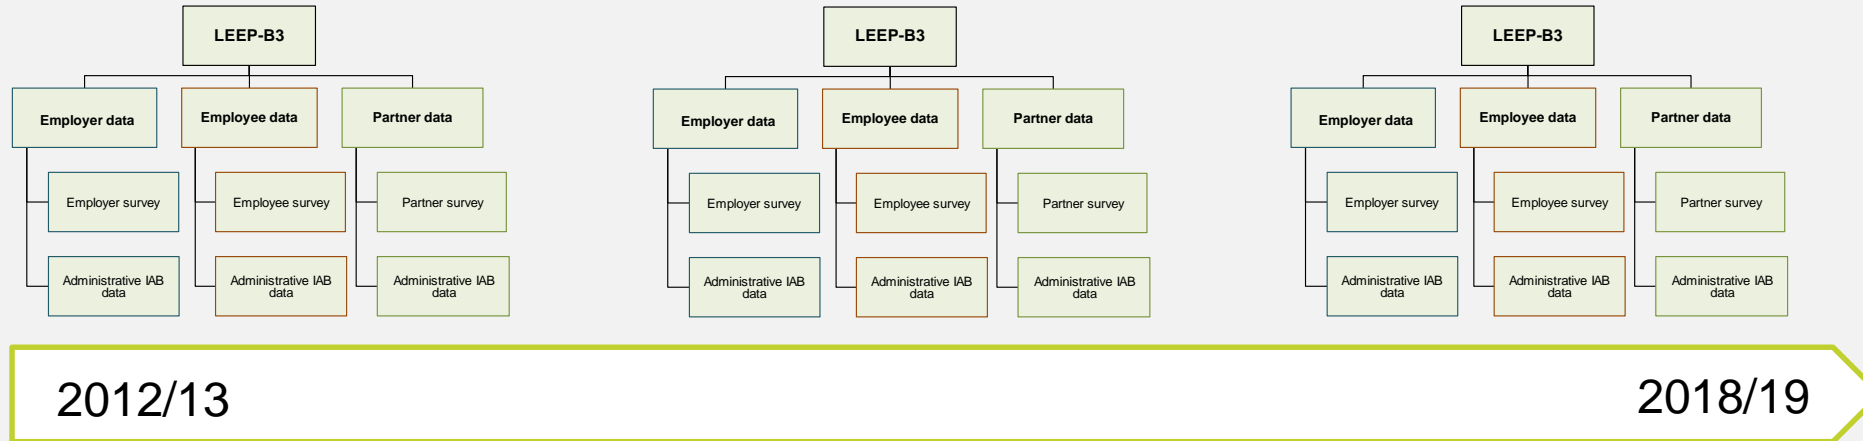 LEEP-B3
Employer data
Employee data
Partner data
Employer survey
Employee survey
Partner survey
Administrative IAB
data
Administrative IAB
data
Administrative IAB
data
LEEP-B3
Employer data
Employee data
Partner data
Employer survey
Employee survey
Partner survey
Administrative IAB
data
Administrative IAB
data
Administrative IAB
data
LEEP-B3
Employer data
Employee data
Partner data
Employer survey
Employee survey
Partner survey
Administrative IAB
data
Administrative IAB
data
Administrative IAB
data
2012/13
2018/19